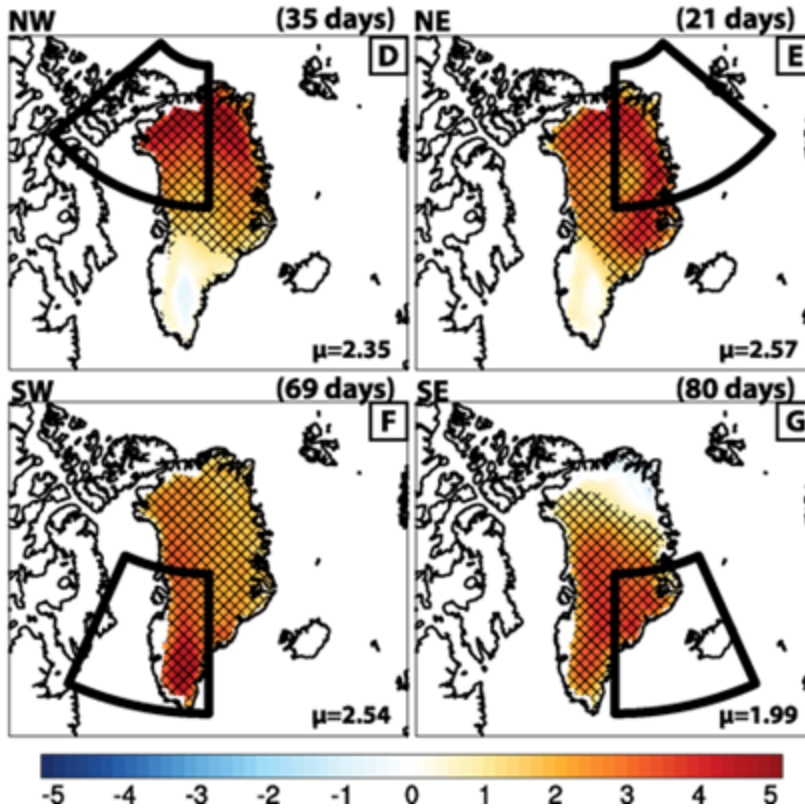 NW (35 days)
D
μ=2.35
NE (21 days)
E
μ=2.57
SW (69 days)
F
μ=2.54
SE (80 days)
G
μ=1.99
-5 -4 -3 -2 -1 0 1 2 3 4 5